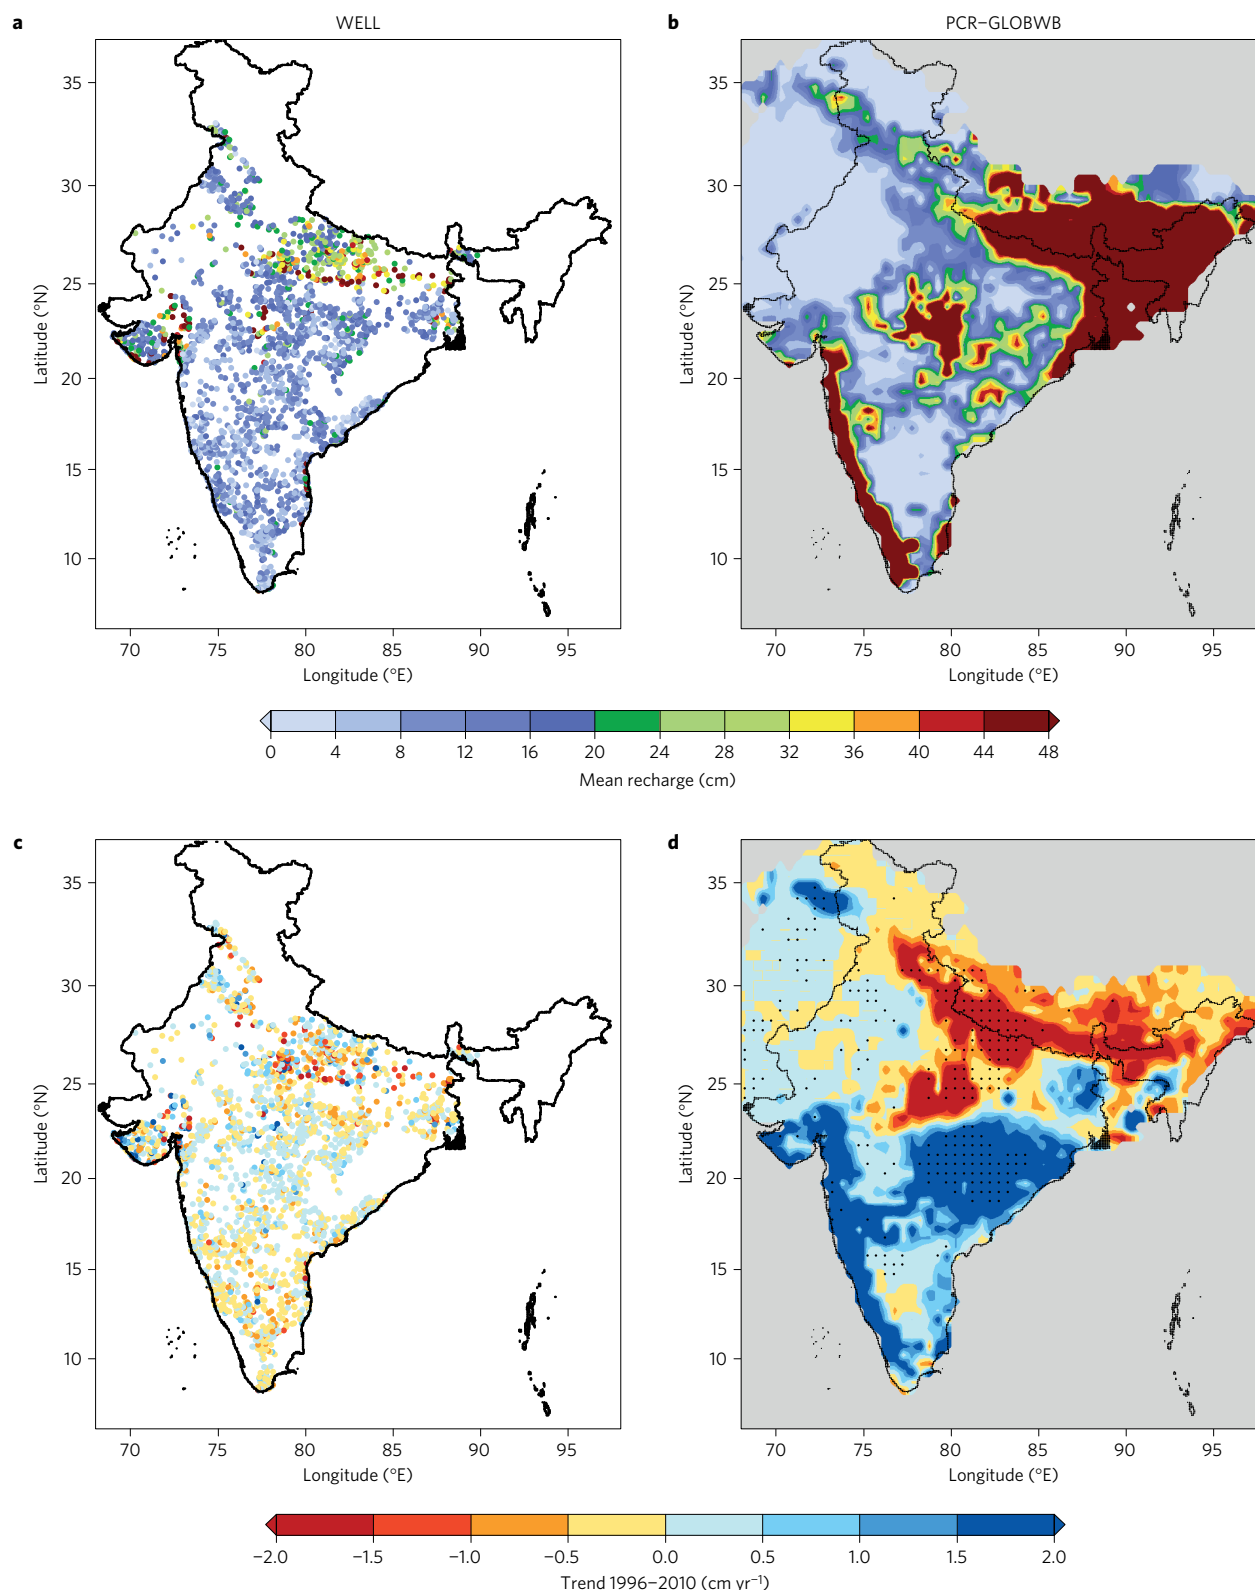 a WELL
b PCR–GLOBWB
35
30
25
20
15
10
Latitude (°N)
70 75 80 85 90 95
Longitude (°E)
35
30
25
20
15
10
Latitude (°N)
70 75 80 85 90 95
Longitude (°E)
0 4 8 12 16 20 24 28 32 36 40 44 48
Mean recharge (cm)
c
d
35
30
25
20
15
10
Latitude (°N)
70 75 80 85 90 95
Longitude (°E)
35
30
25
20
15
10
Latitude (°N)
70 75 80 85 90 95
Longitude (°E)
−2.0 −1.5 −1.0 −0.5 0.0 0.5 1.0 1.5 2.0
Trend 1996–2010 (cm yr⁻¹)